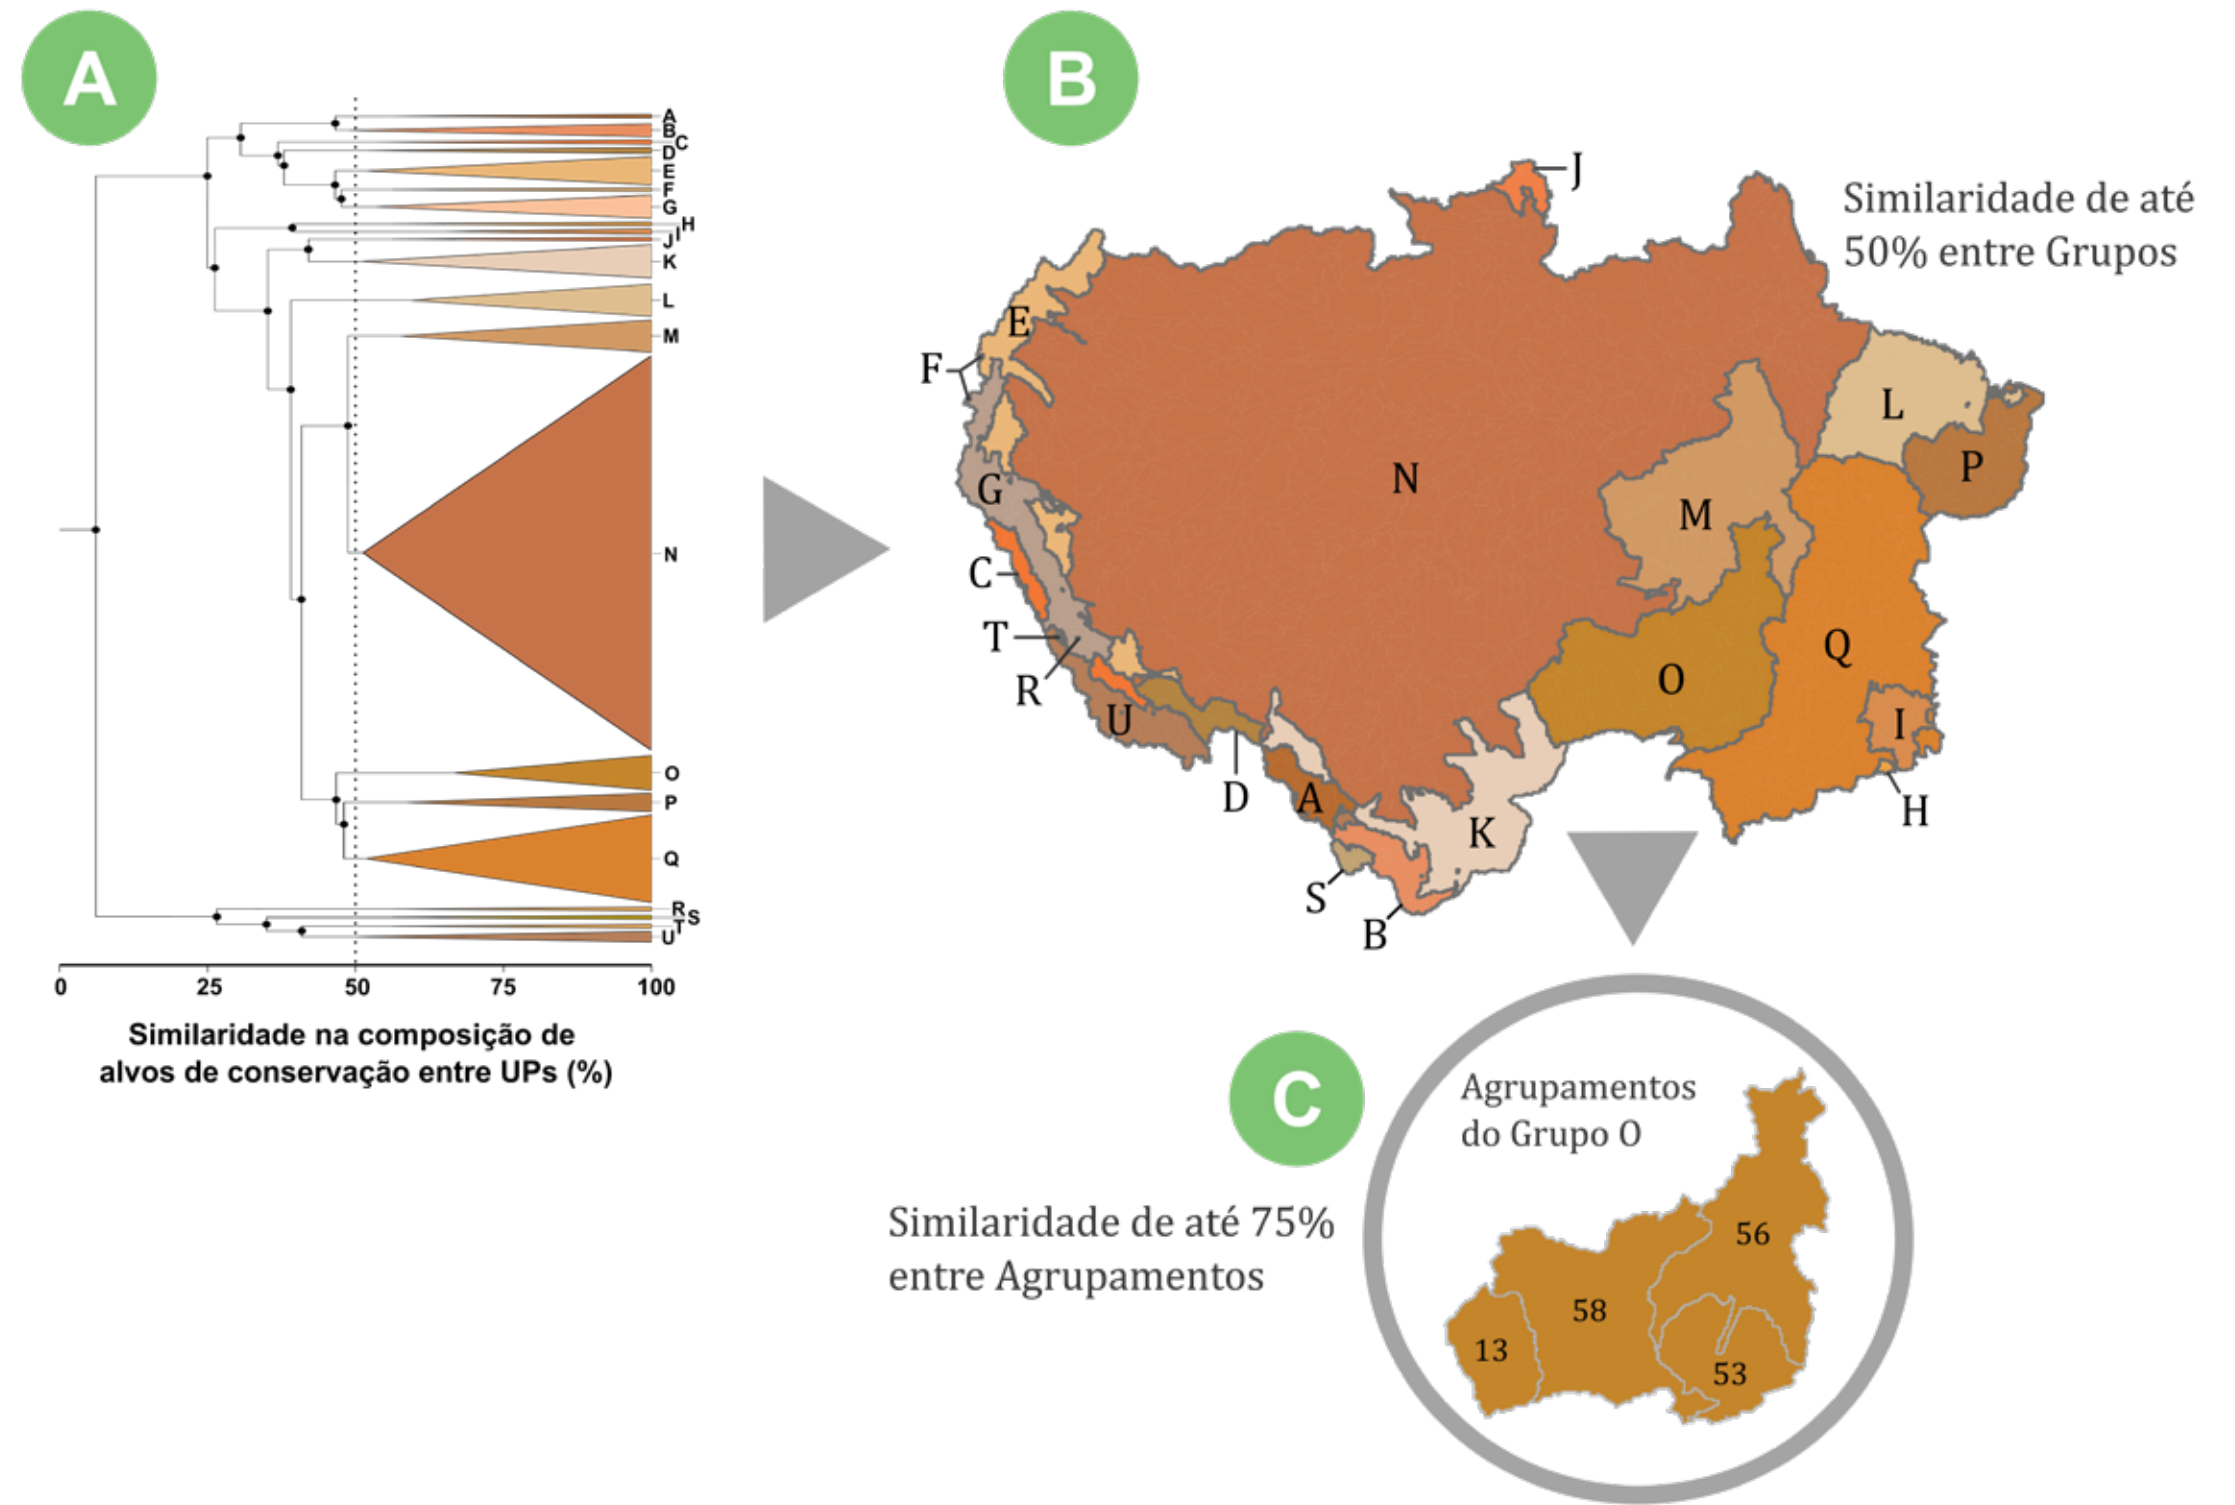 A
A
B
C
D
E
F
G
H
I
J
K
L
M
N
O
P
Q
R
S
T
U
0 25 50 75 100
Similaridade na composição de
alvos de conservação entre UPs (%)
B
J
Similaridade de até
50% entre Grupos
E
F
L
P
N
G
M
C
T
Q
R
O
U
I
D
A
H
K
S
B
C
Agrupamentos
do Grupo O
Similaridade de até 75%
entre Agrupamentos
56
58
13
53